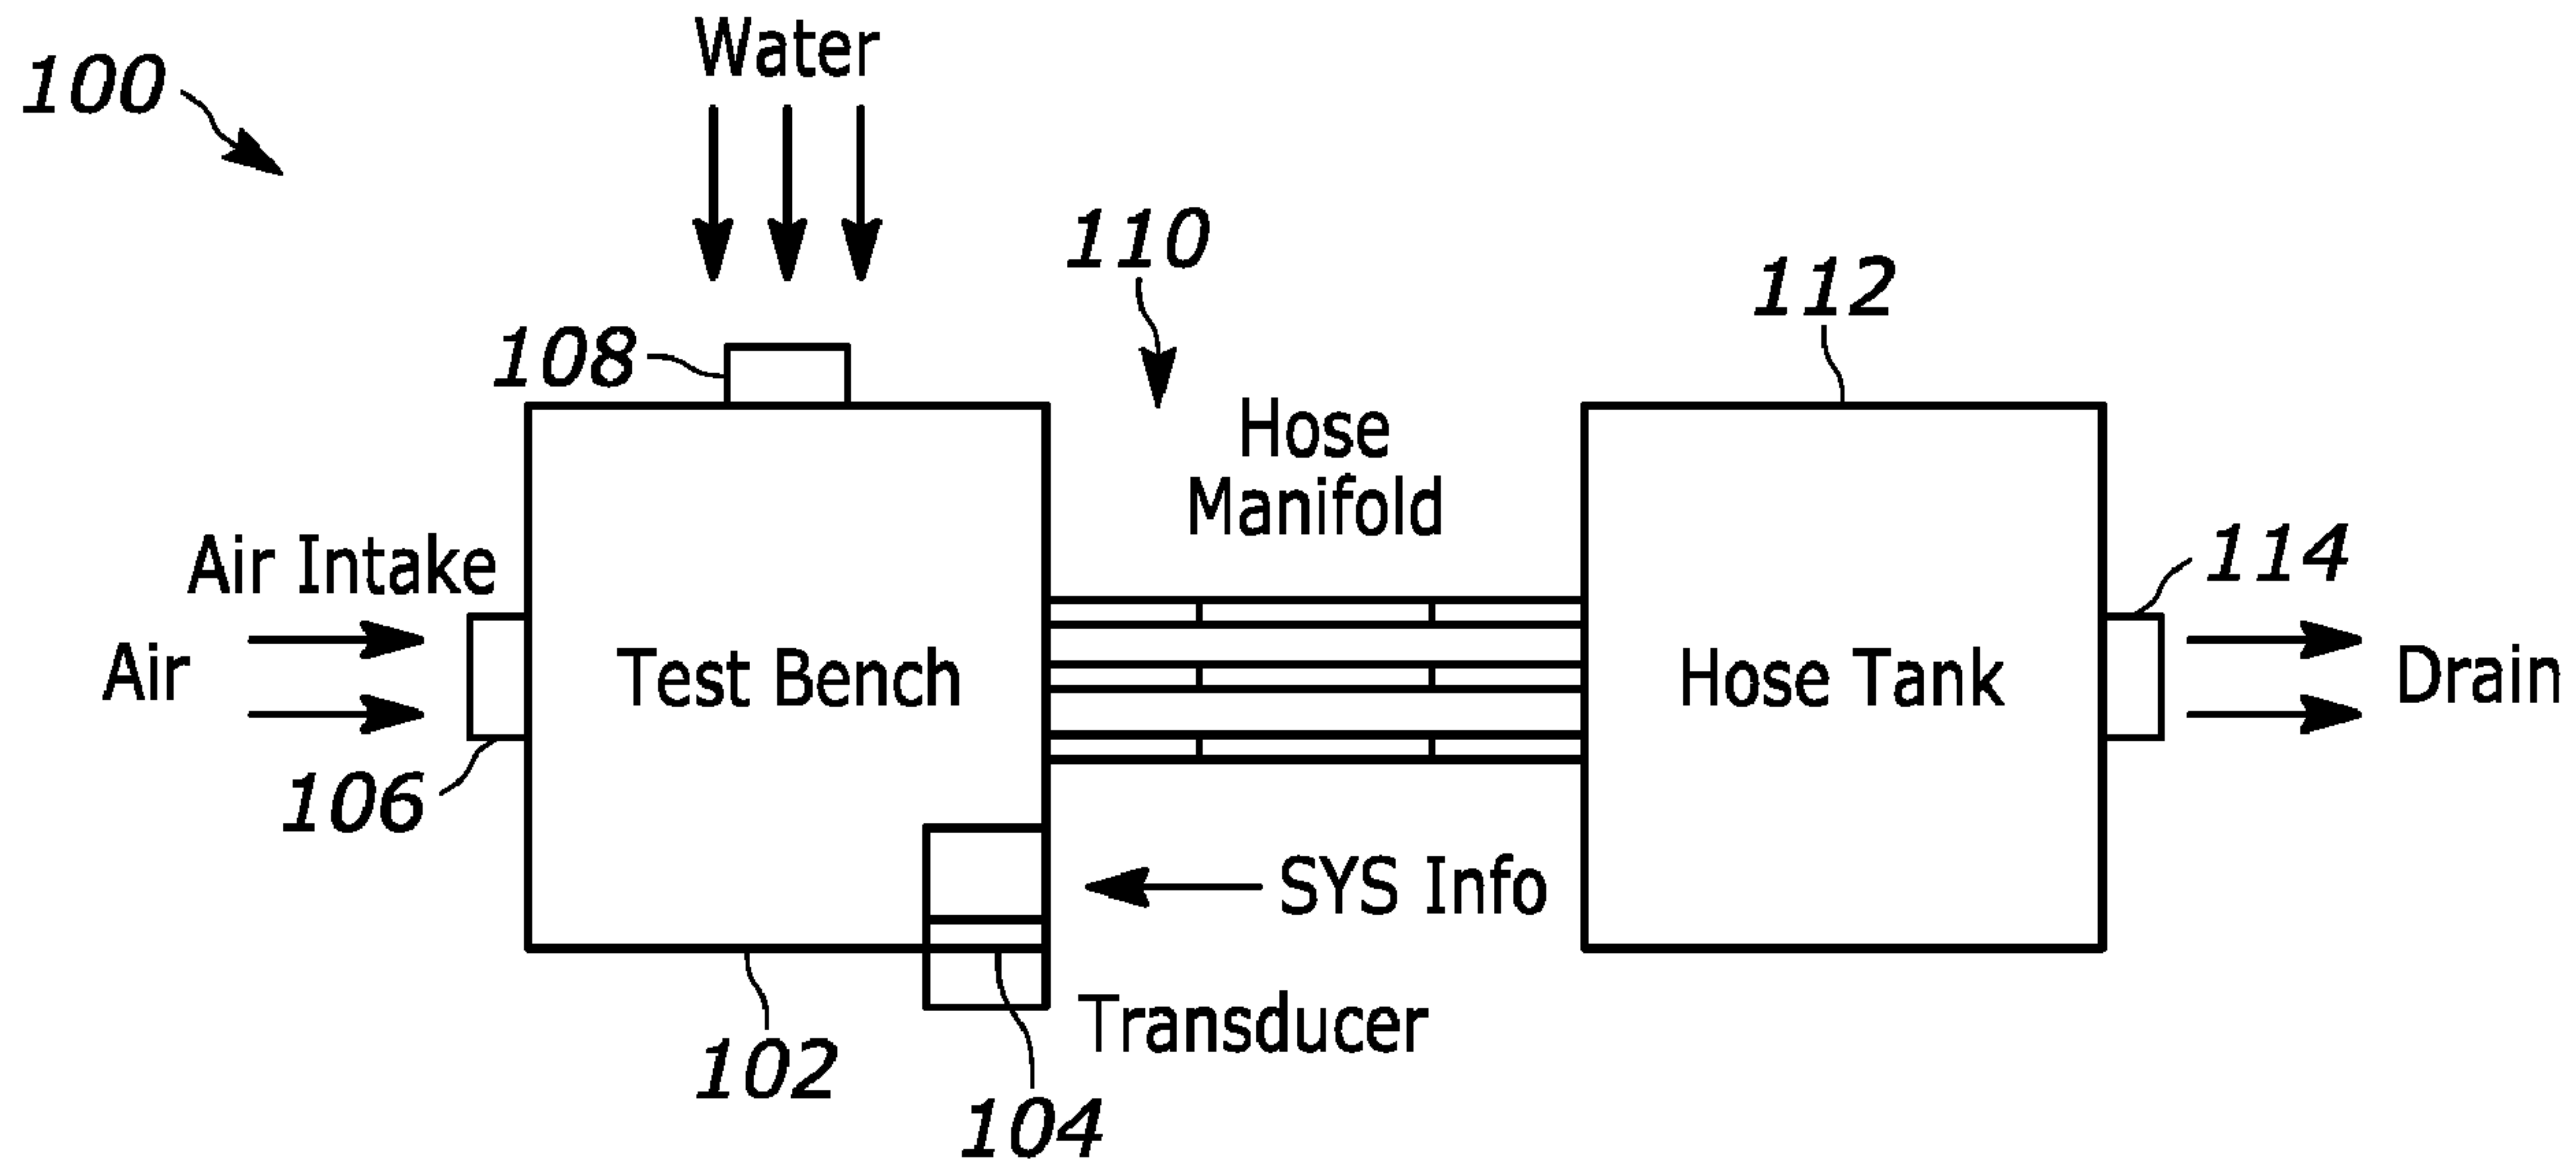 Water
100
110
112
108
Hose
Manifold
Air Intake
114
Air
Test Bench
Hose Tank
Drain
106
SYS Info
Transducer
102
104